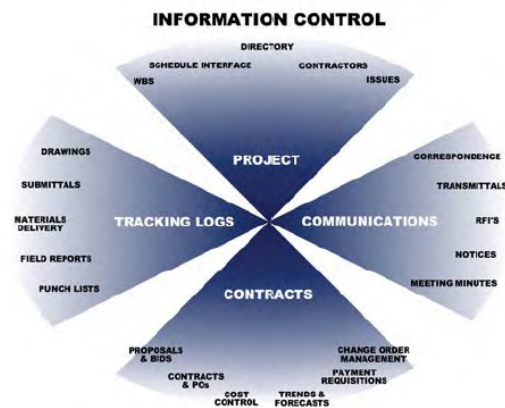 INFORMATION CONTROL
DIRECTORY
SCHEDULE INTERFACE
CONTRACTORS
WBS
ISSUES
PROJECT
DRAWINGS
SUBMITTALS
MATERIALS
DELIVERY
FIELD REPORTS
PUNCH LISTS
TRACKING LOGS
COMMUNICATIONS
CORRESPONDENCE
TRANSMITTALS
RFI'S
NOTICES
MEETING MINUTES
CONTRACTS
PROPOSALS
& BIDS
CONTRACTS
& POs
COST
CONTROL
TRENDS &
FORECASTS
PAYMENT
REQUISITIONS
CHANGE ORDER
MANAGEMENT